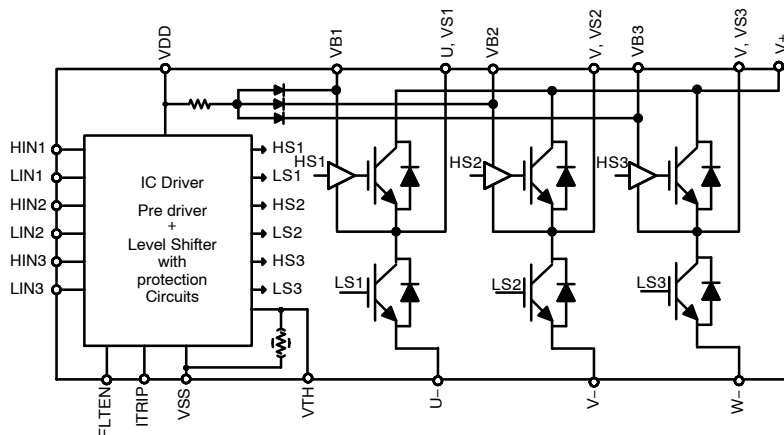 VDD
VB1
U, VS1
VB2
V, VS2
VB3
V, VS3
V+
HIN1
LIN1
HIN2
LIN2
HIN3
LIN3
IC Driver
Pre driver
+
Level Shifter
with
protection
Circuits
HS1
LS1
HS2
LS2
HS3
LS3
HS1
HS2
HS3
LS1
LS2
LS3
FLTEN
ITRIP
VSS
VTH
U-
V-
W-